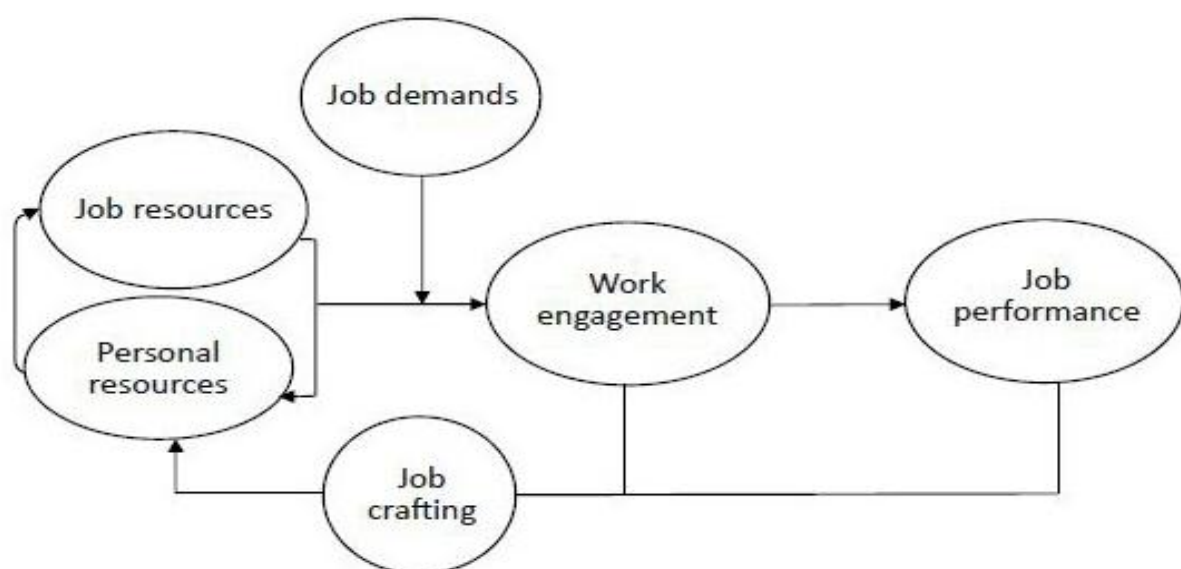 Job demands
Job resources
Work
engagement
Job
performance
Personal
resources
Job
crafting